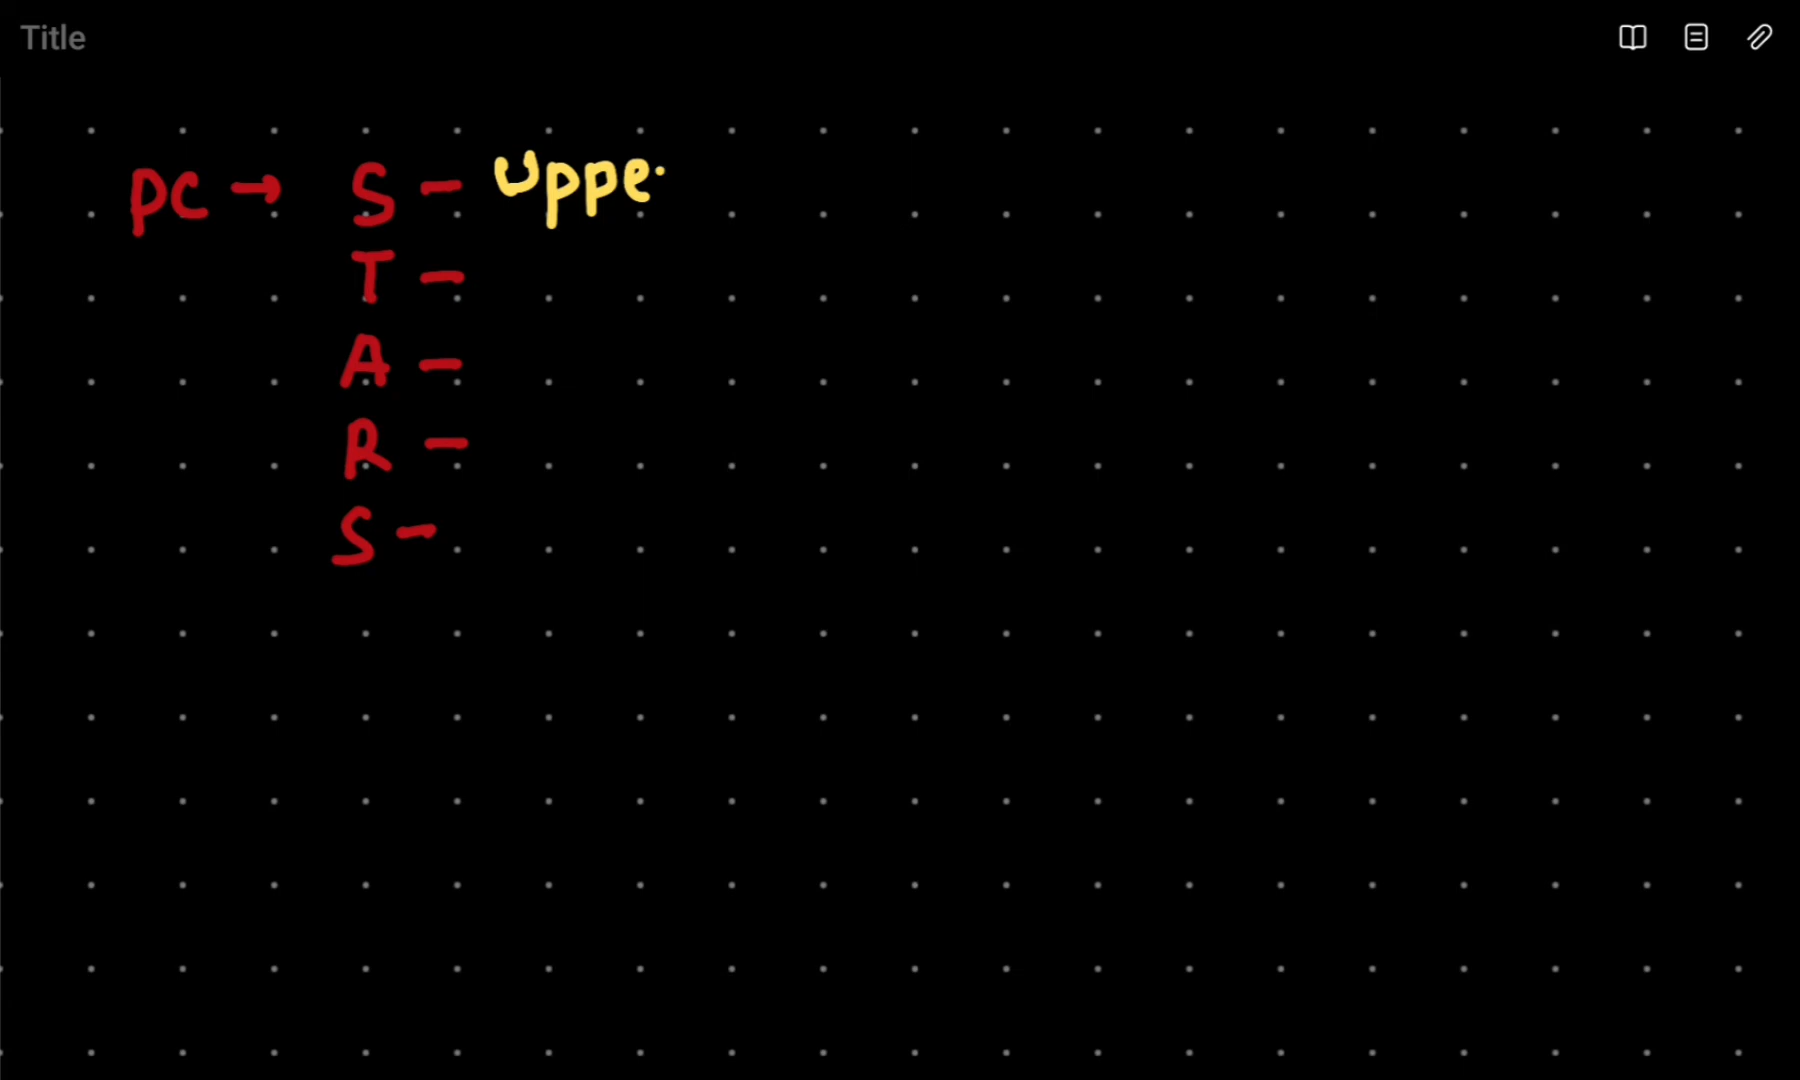 Title
PC → S - Uppe
T -
A -
R -
S -